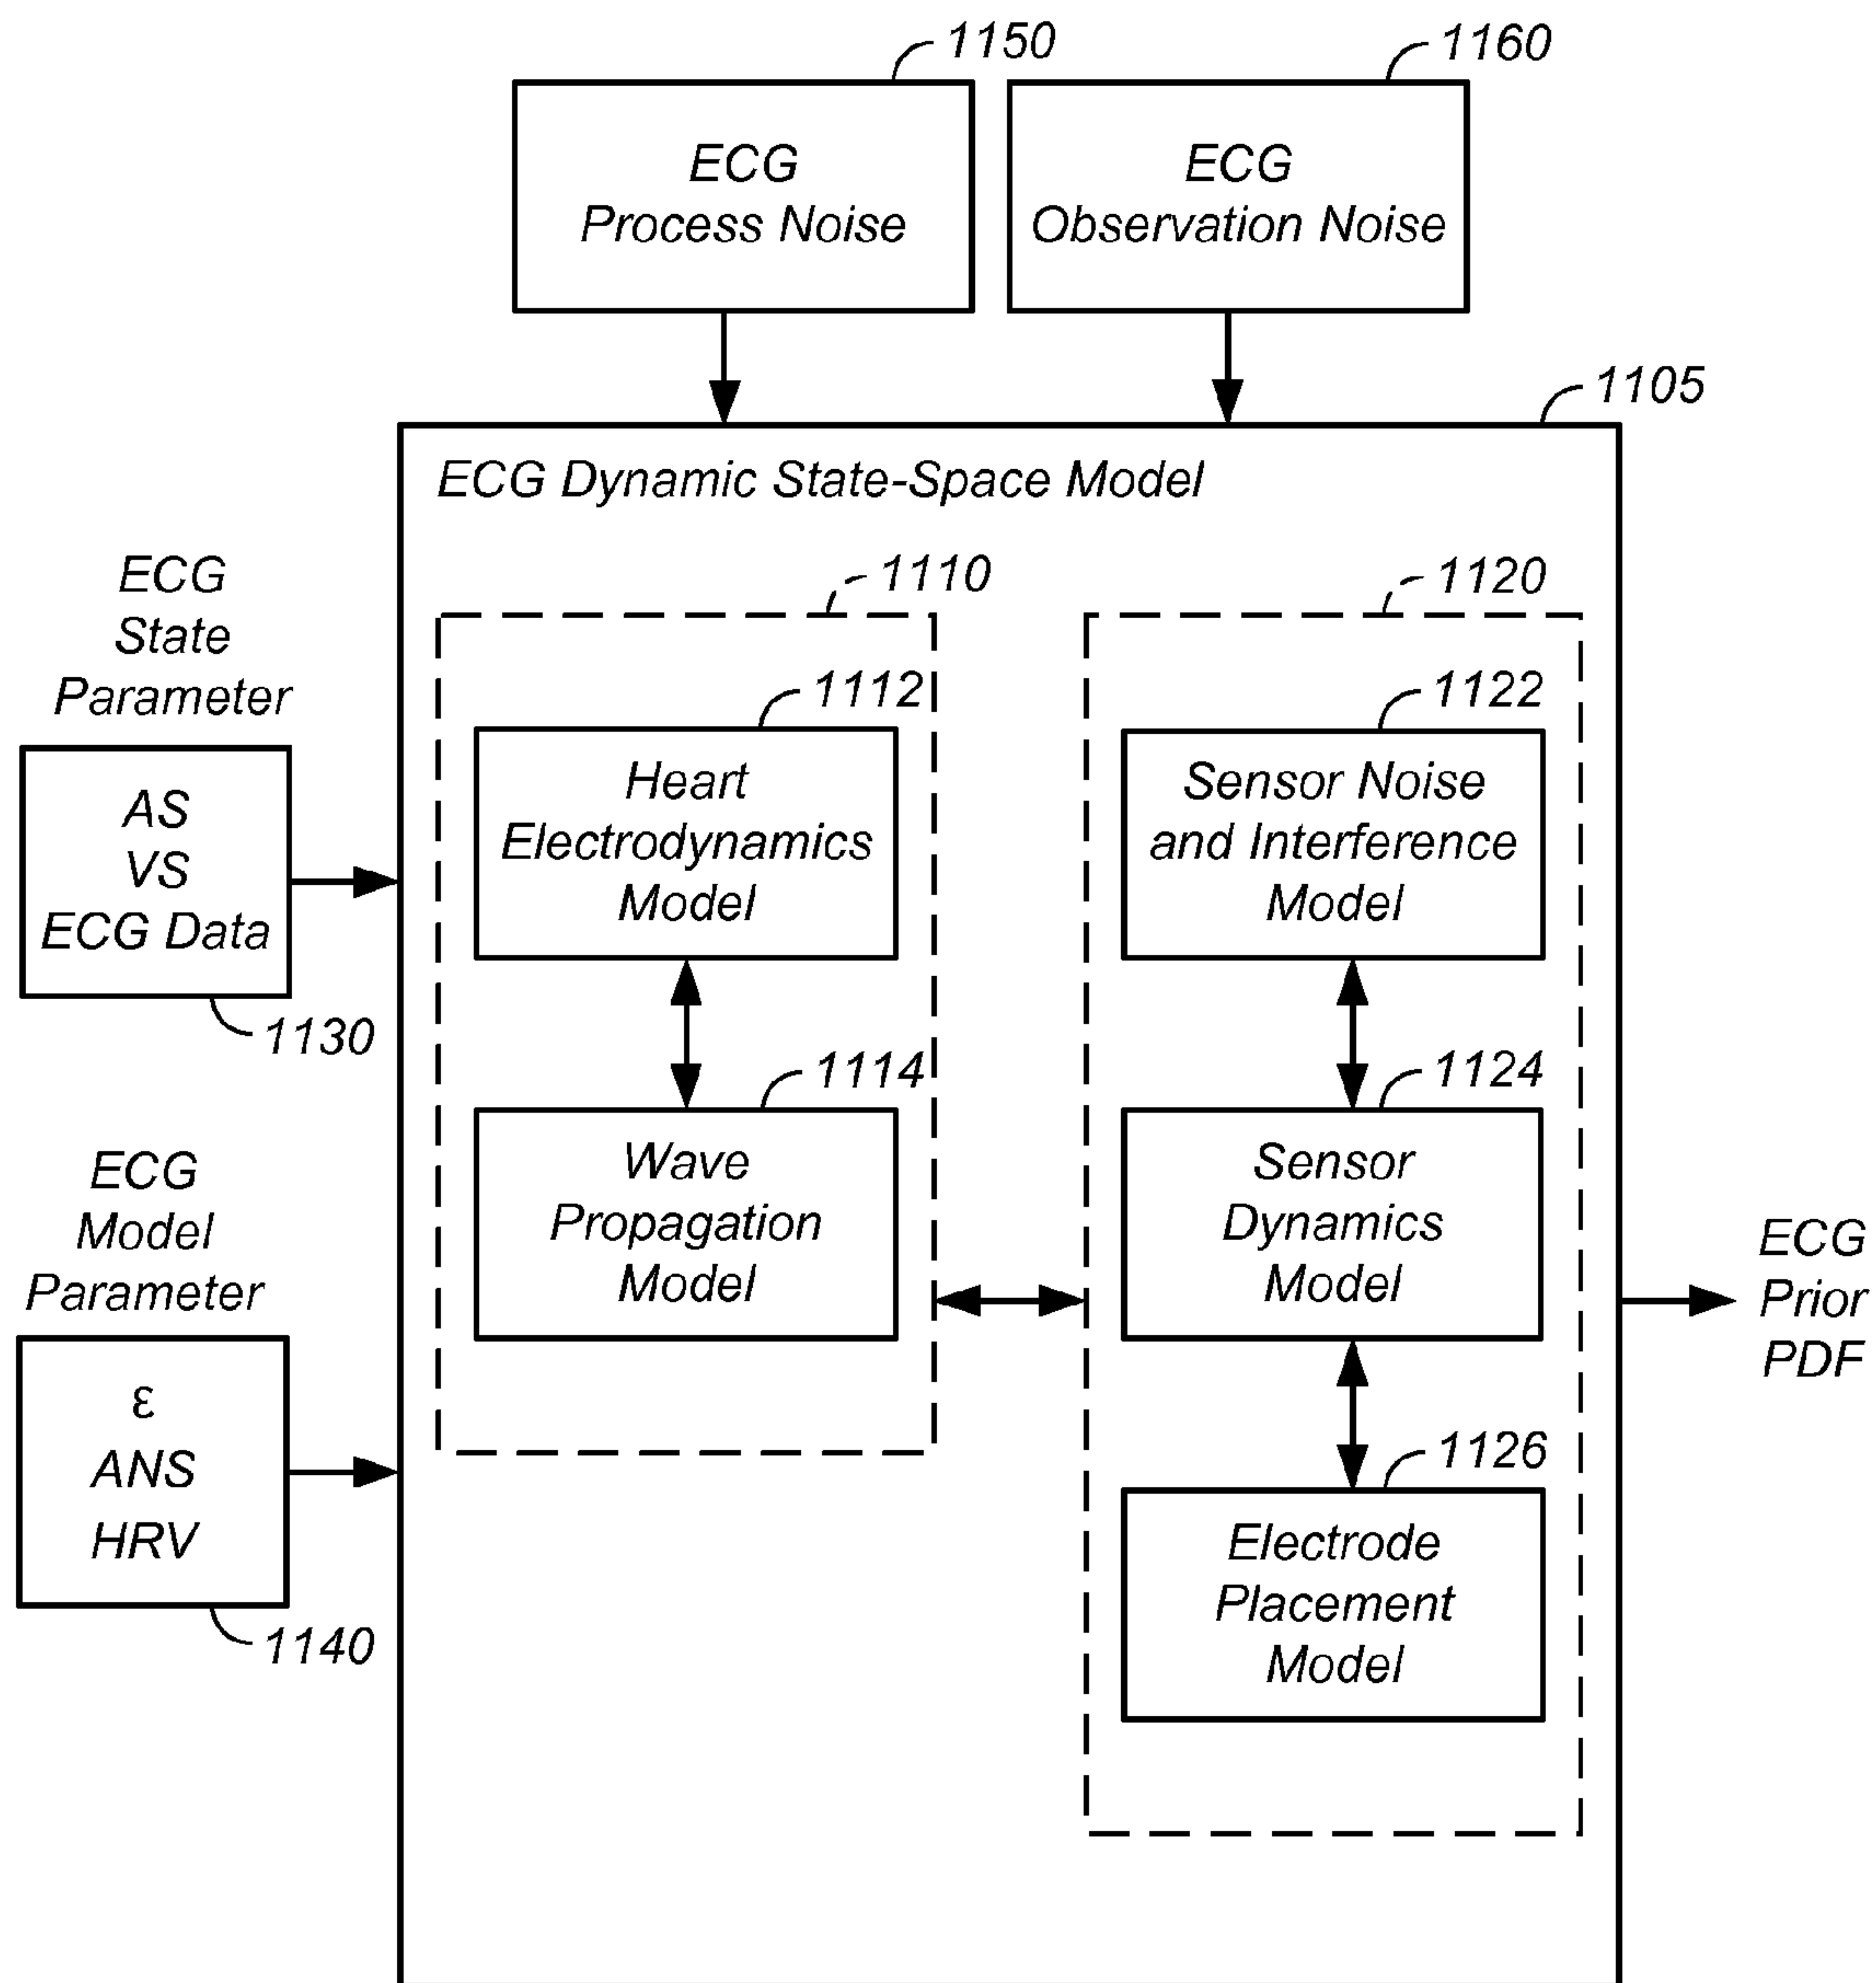 1150
1160
ECG
Process Noise
ECG
Observation Noise
1105
ECG Dynamic State-Space Model
ECG
State
Parameter
AS
VS
ECG Data
1130
ECG
Model
Parameter
ε
ANS
HRV
1140
1110
1112
Heart
Electrodynamics
Model
1114
Wave
Propagation
Model
1120
1122
Sensor Noise
and Interference
Model
1124
Sensor
Dynamics
Model
1126
Electrode
Placement
Model
ECG
Prior
PDF